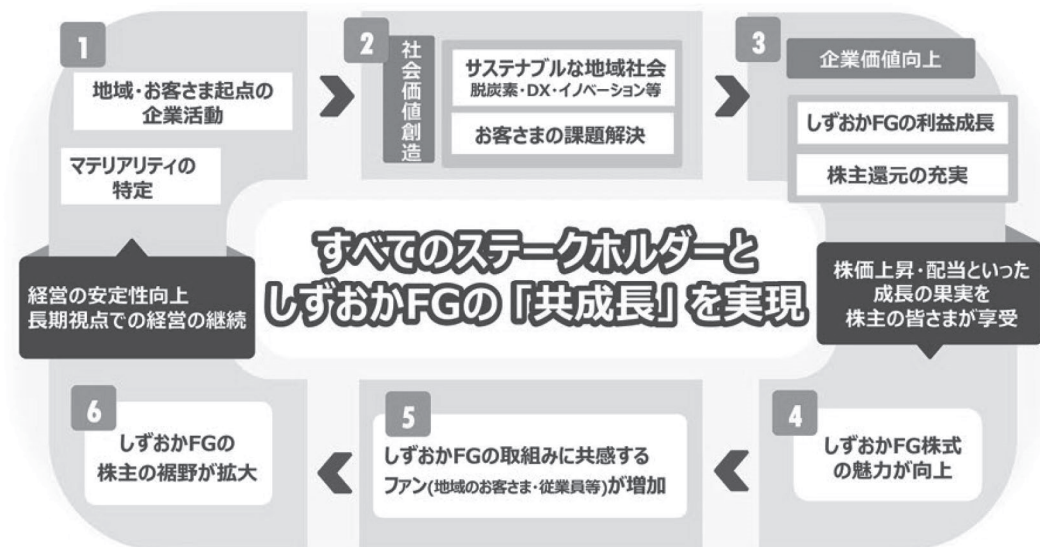 1
地域・お客さま起点の
企業活動
マテリアリティの
特定
2
社会価値創造
サステナブルな地域社会
脱炭素・DX・イノベーション等
お客さまの課題解決
3
企業価値向上
しずおかFGの利益成長
株主還元の充実
すべてのステークホルダーと
しずおかFGの「共成長」を実現
株価上昇・配当といった
成長の果実を
株主の皆さまが享受
4
しずおかFG株式
の魅力が向上
5
しずおかFGの取組みに共感する
ファン(地域のお客さま・従業員等)が増加
6
しずおかFGの
株主の裾野が拡大
経営の安定性向上
長期視点での経営の継続